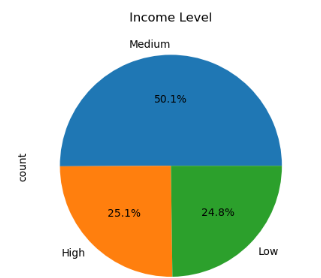 Income Level
Medium
50.1%
count
25.1%
24.8%
High
Low